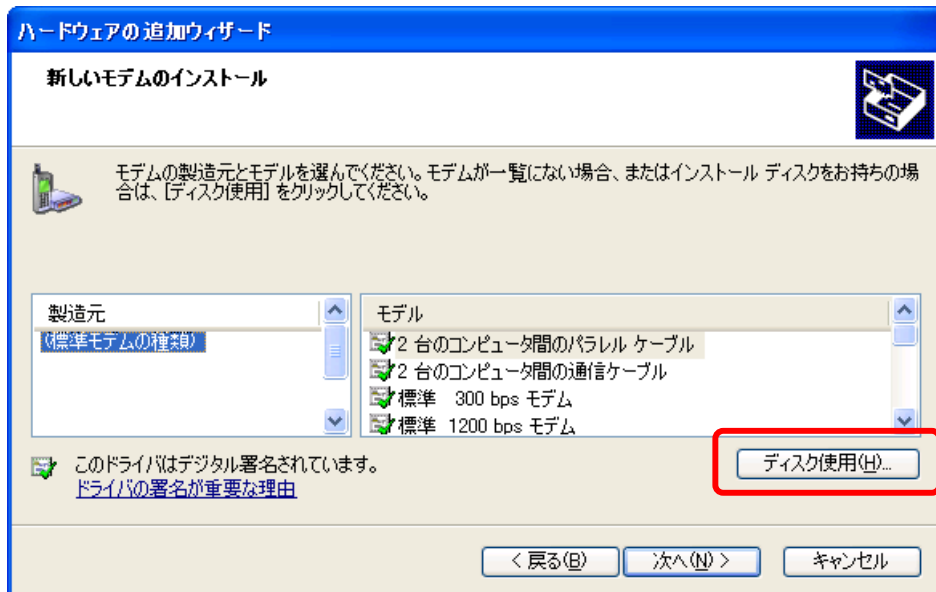 ハードウェアの追加ウィザード
新しいモデムのインストール
モデムの製造元とモデルを選んでください。モデムが一覧にない場合、またはインストール ディスクをお持ちの場
合は、[ディスク使用] をクリックしてください。
製造元
(標準モデムの種類)
モデル
2 台のコンピュータ間のパラレル ケーブル
2 台のコンピュータ間の通信ケーブル
標準 300 bps モデム
標準 1200 bps モデム
このドライバはデジタル署名されています。
ドライバの署名が重要な理由
ディスク使用(H)...
< 戻る(B)
次へ(N) >
キャンセル